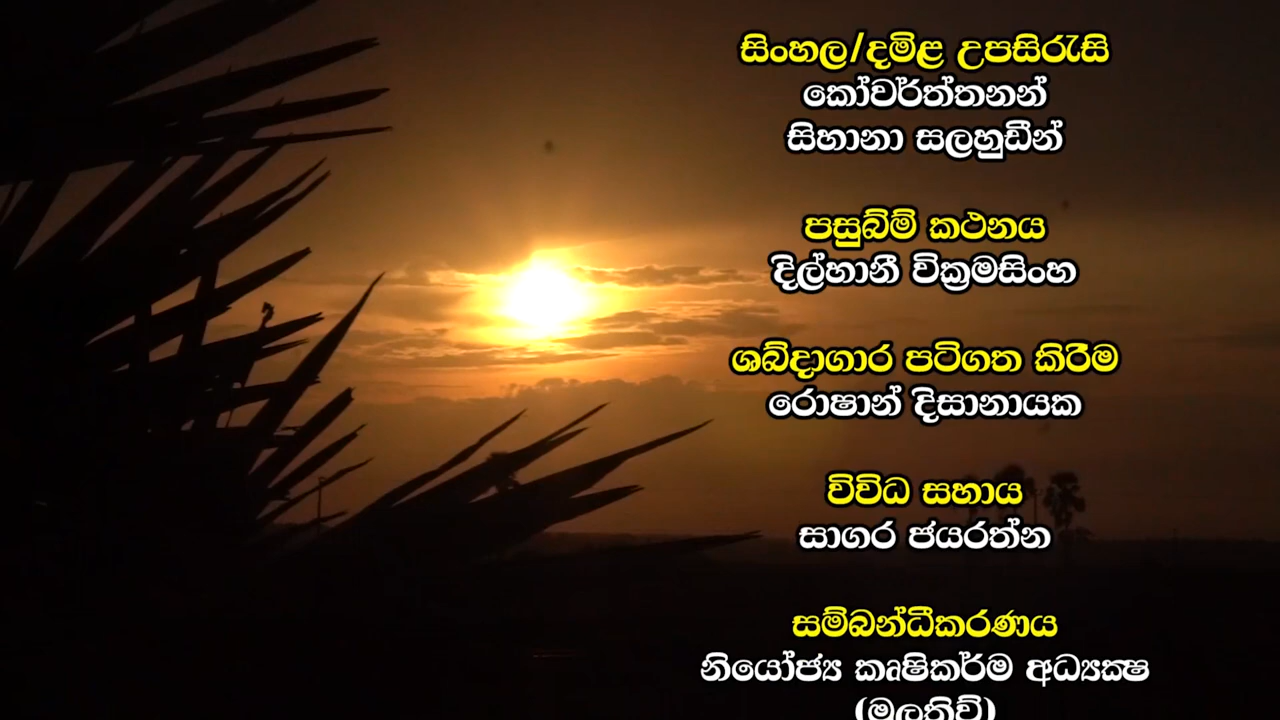 සිංහල/දමිළ උපසිරැසි
කෝවර්ත්තනන්
සිහානා සලහුඩීන්
පසුබිම් කථනය
දිල්හානී වික්‍රමසිංහ
ශබ්දාගාර පටිගත කිරීම
රොෂාන් දිසානායක
විවිධ සහාය
සාගර ජයරත්න
සම්බන්ධීකරණය
නියෝජ්‍ය කෘෂිකර්ම අධ්‍යක්‍ෂ
(මුලතිව්)